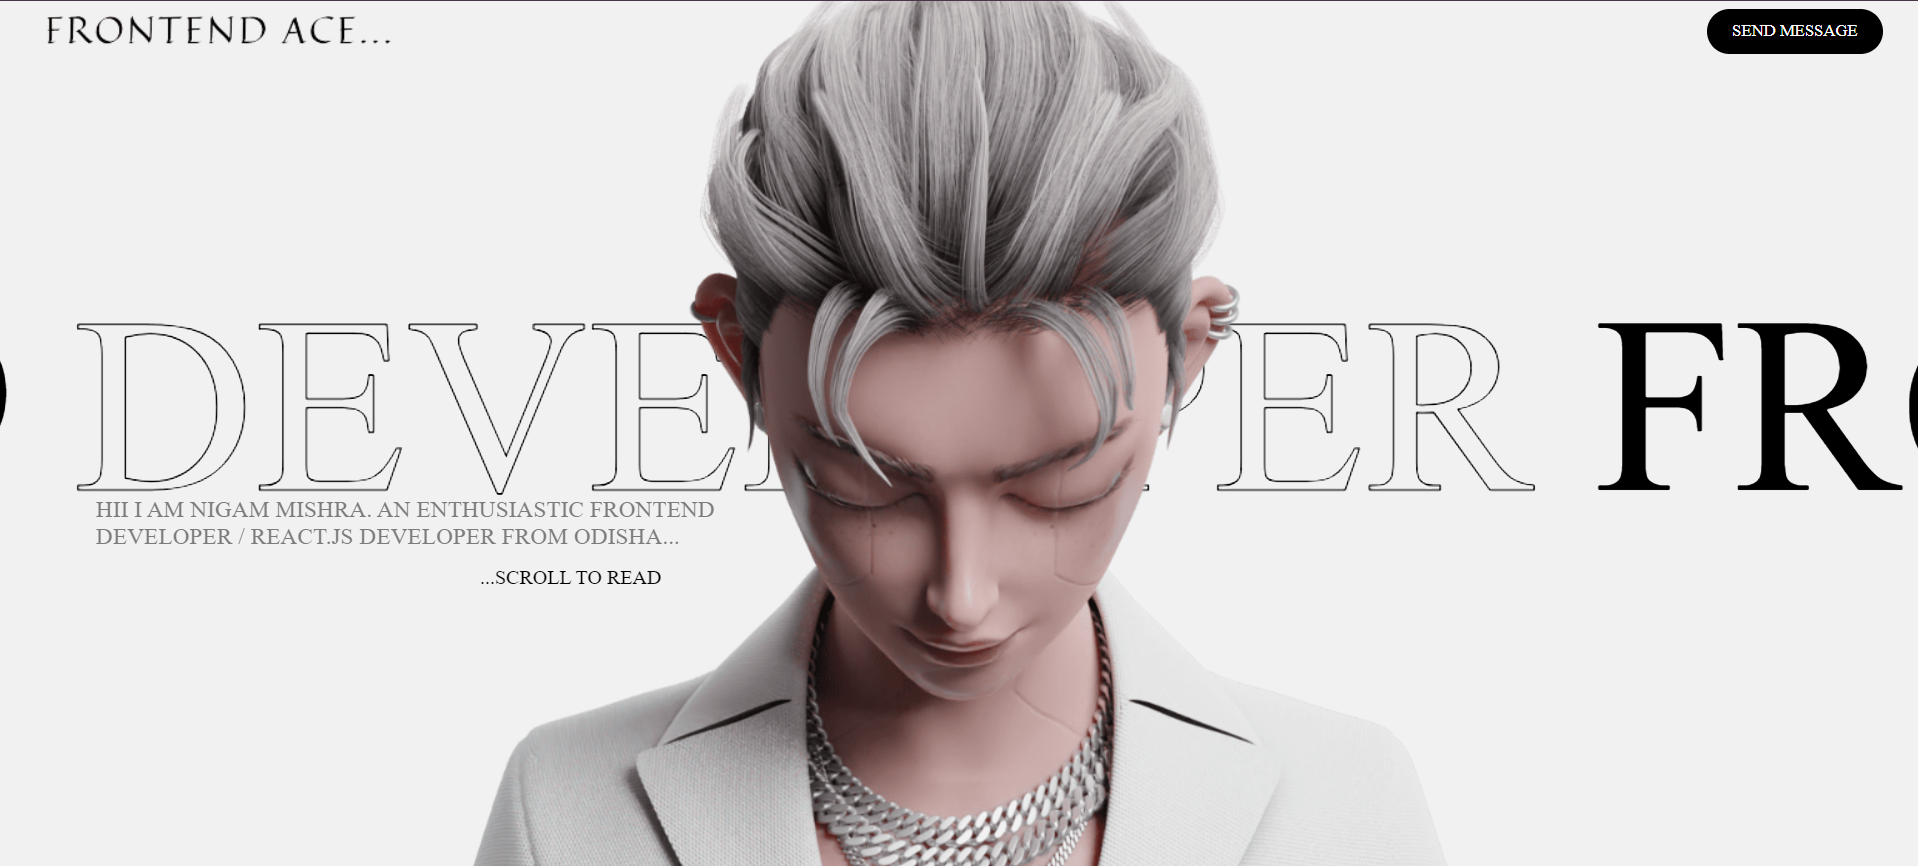 FRONTEND ACE...
SEND MESSAGE
DEVE PER FR
HII I AM NIGAM MISHRA. AN ENTHUSIASTIC FRONTEND
DEVELOPER / REACT.JS DEVELOPER FROM ODISHA...
...SCROLL TO READ